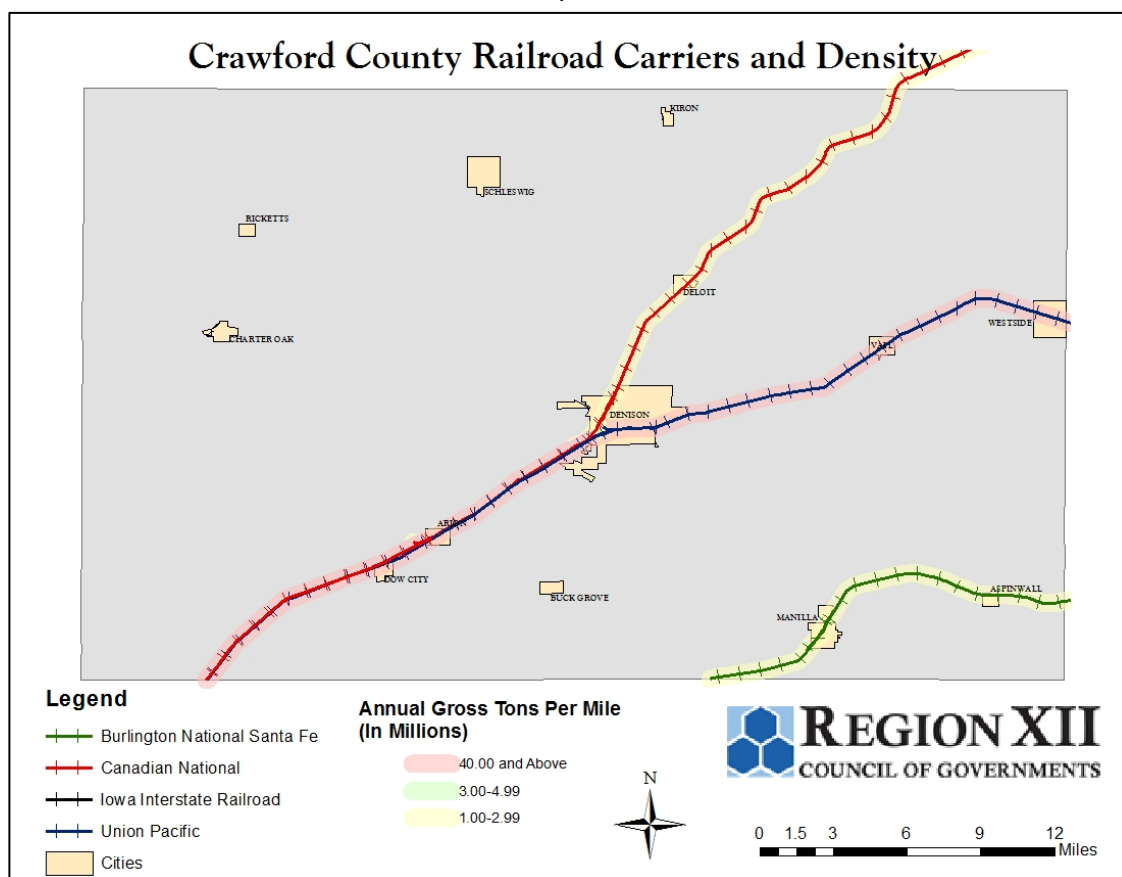 Crawford County Railroad Carriers and Density
KIRON
SCHLESWIG
RICKETTS
DELOIT
WESTSIDE
CHARTER OAK
VAIL
DENISON
ARION
DOW CITY
BUCK GROVE
ASPINWALL
MANILLA
Legend
Burlington National Santa Fe
Canadian National
Iowa Interstate Railroad
Union Pacific
Cities
Annual Gross Tons Per Mile
(In Millions)
40.00 and Above
3.00-4.99
1.00-2.99
N
REGION XII
COUNCIL OF GOVERNMENTS
0 1.5 3 6 9 12
Miles